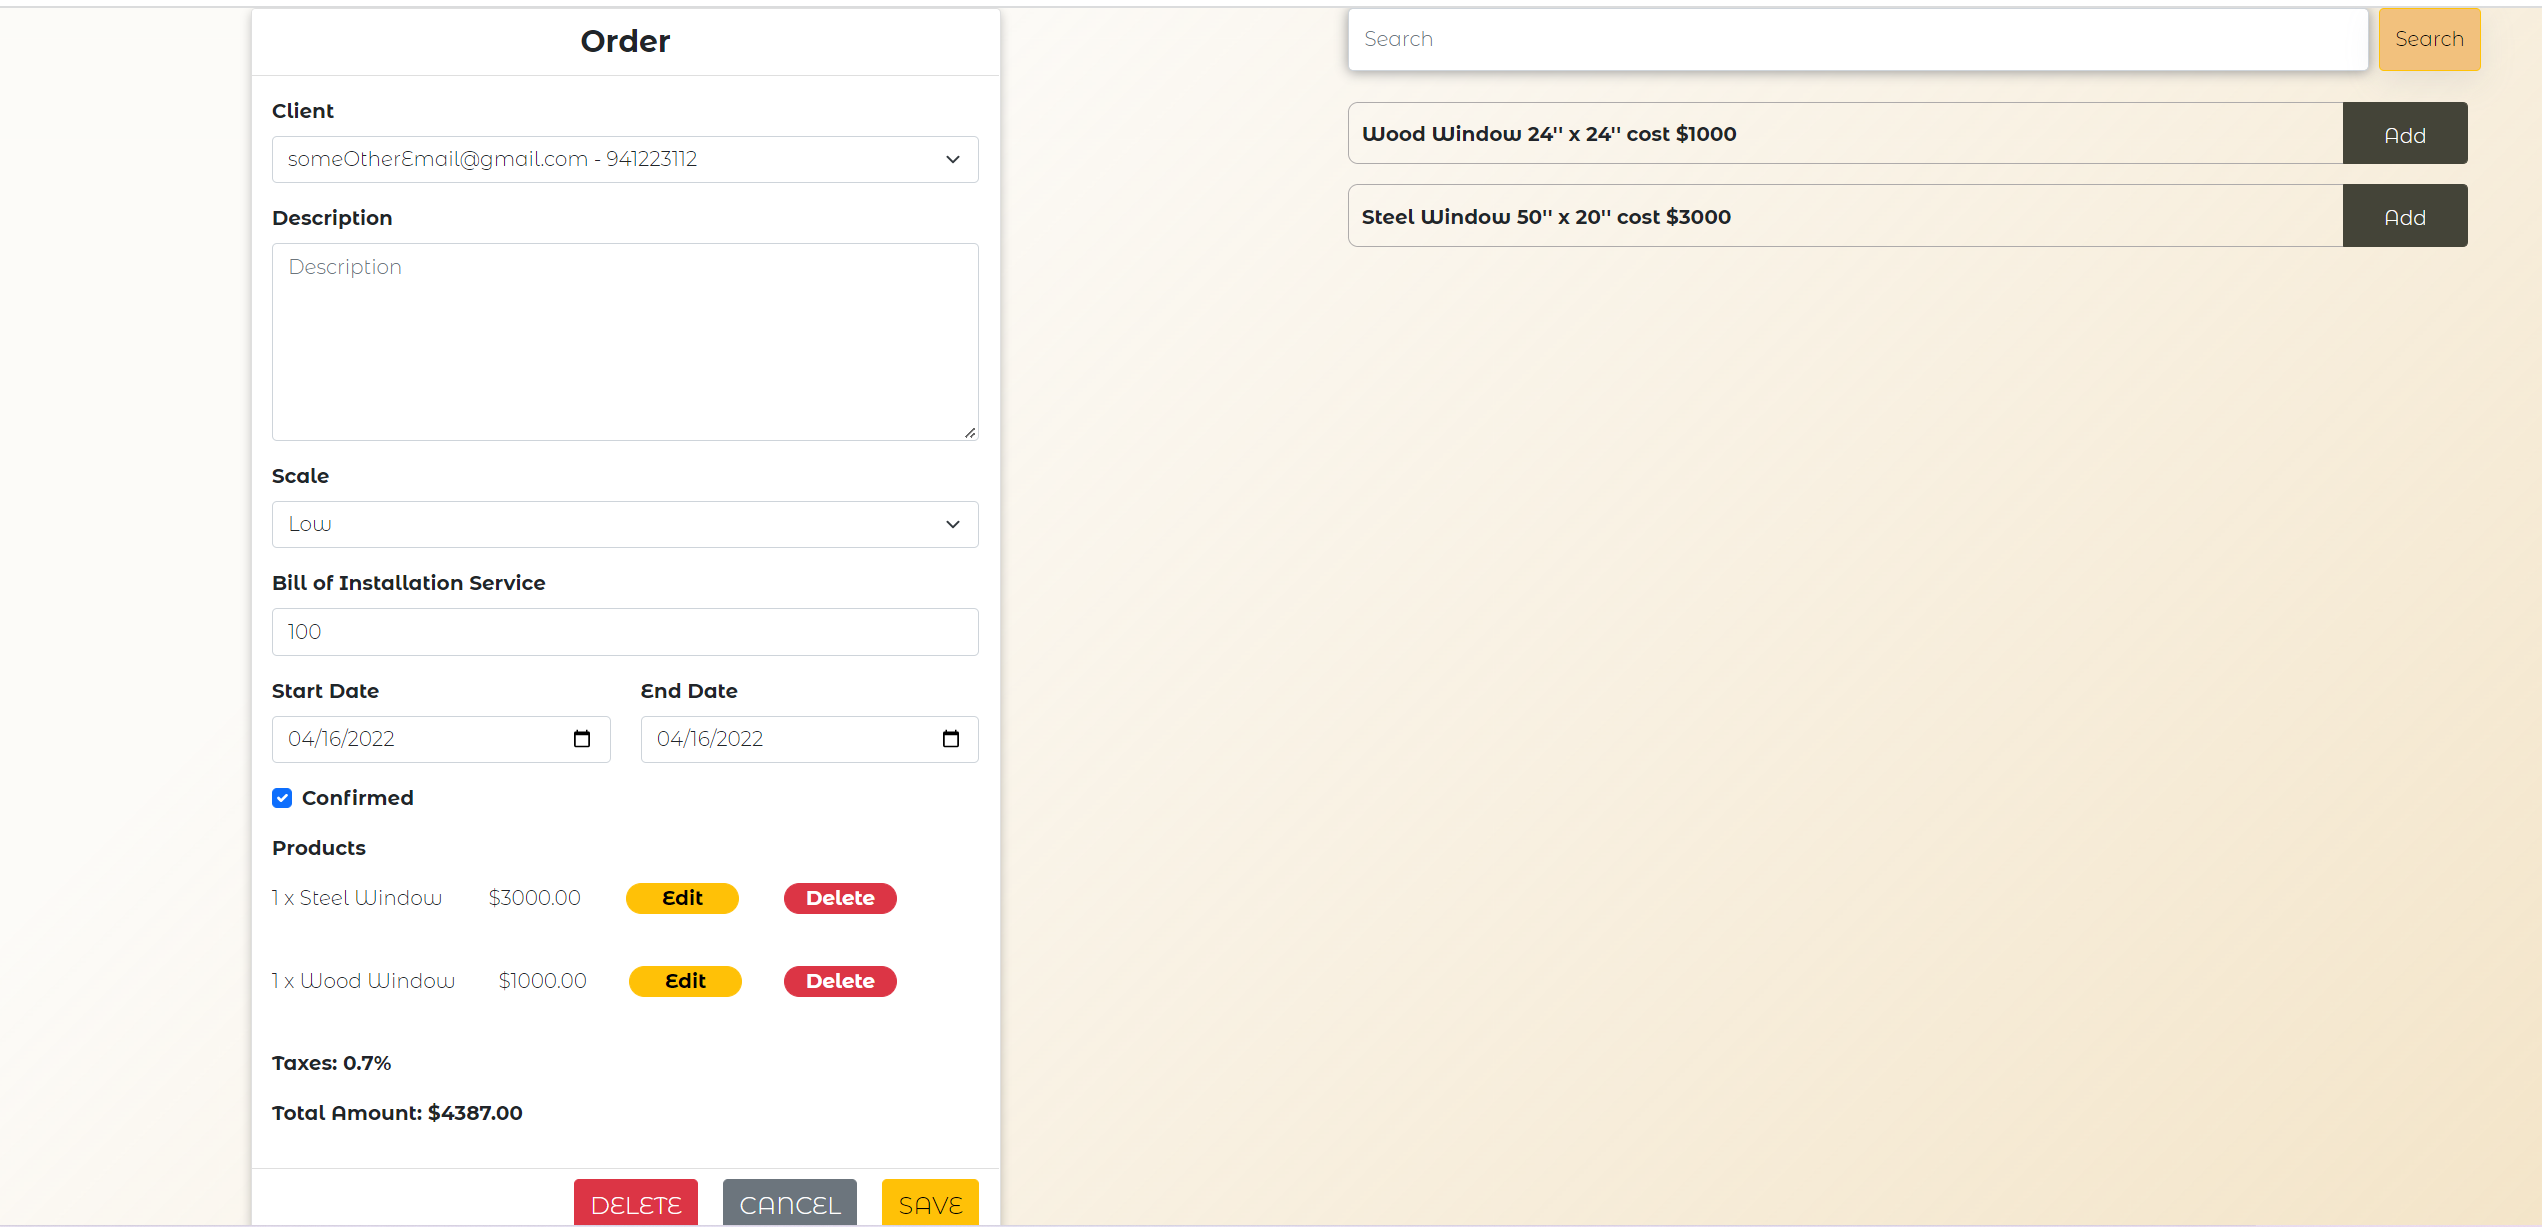 Order
Client
someOtherEmail@gmail.com - 941223112
Description
Description
Scale
Low
Bill of Installation Service
100
Start Date
End Date
04/16/2022
04/16/2022
Confirmed
Products
1 x Steel Window $3000.00 Edit Delete
1 x Wood Window $1000.00 Edit Delete
Taxes: 0.7%
Total Amount: $4387.00
DELETE CANCEL SAVE
Search Search
Wood Window 24'' x 24'' cost $1000 Add
Steel Window 50'' x 20'' cost $3000 Add